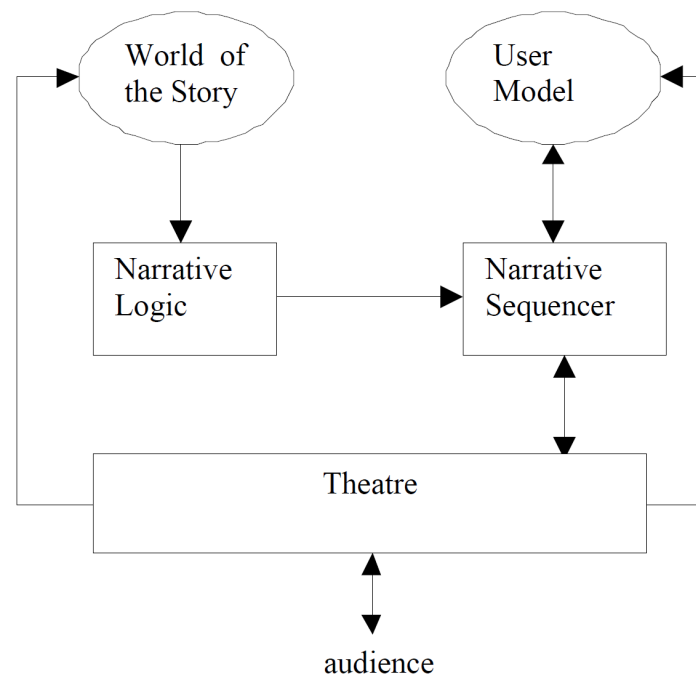 World of
the Story
User
Model
Narrative
Logic
Narrative
Sequencer
Theatre
audience